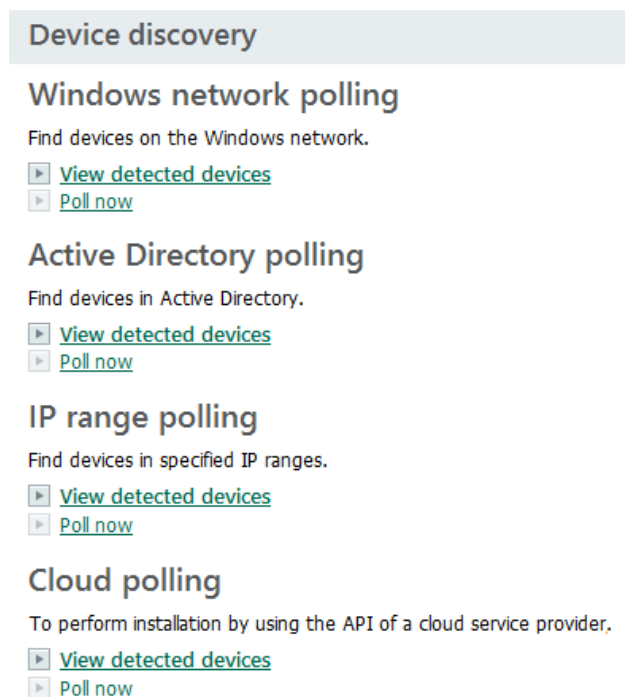 Device discovery
Windows network polling
Find devices on the Windows network.
View detected devices
Poll now
Active Directory polling
Find devices in Active Directory.
View detected devices
Poll now
IP range polling
Find devices in specified IP ranges.
View detected devices
Poll now
Cloud polling
To perform installation by using the API of a cloud service provider.
View detected devices
Poll now